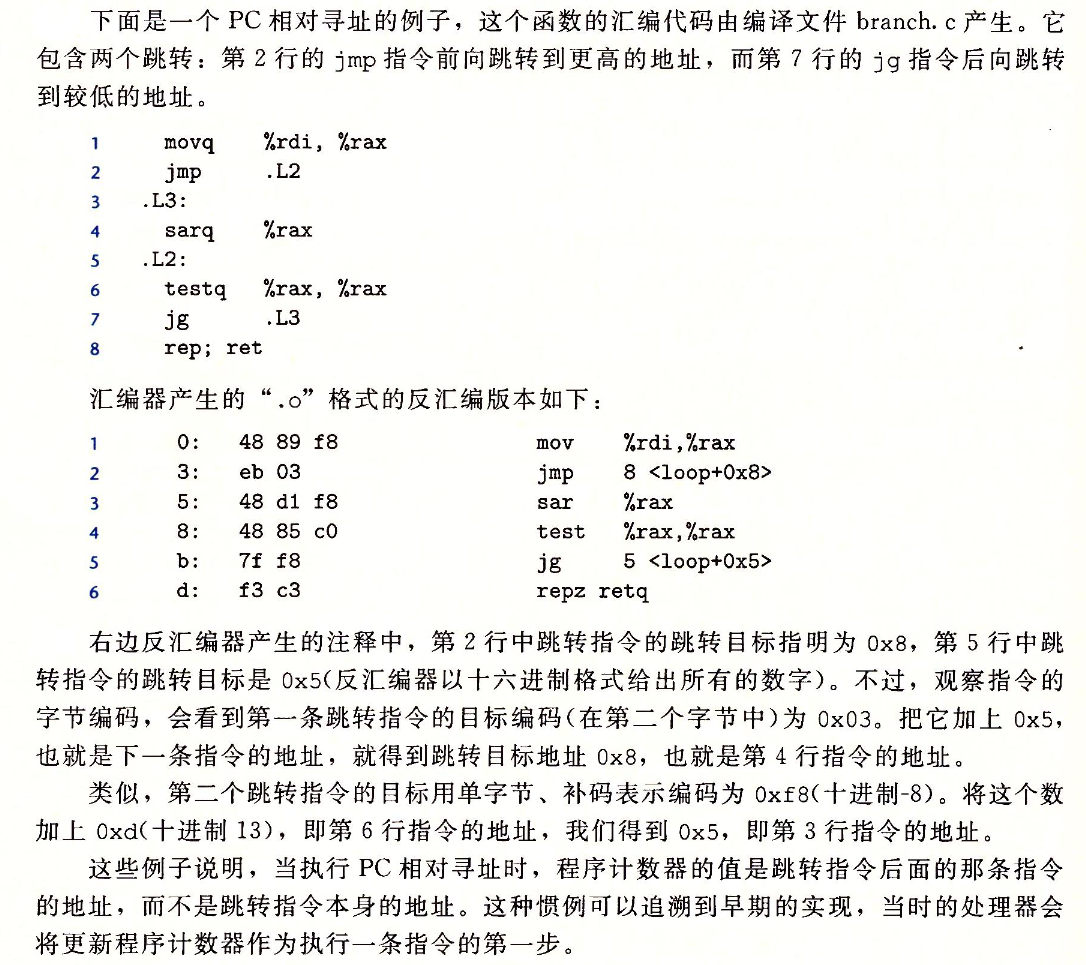 下面是一个 PC 相对寻址的例子，这个函数的汇编代码由编译文件 branch.c 产生。它
包含两个跳转：第 2 行的 jmp 指令前向跳转到更高的地址，而第 7 行的 jg 指令后向跳转
到较低的地址。
1 movq %rdi, %rax
2 jmp .L2
3 .L3:
4 sarq %rax
5 .L2:
6 testq %rax, %rax
7 jg .L3
8 rep; ret
汇编器产生的“.o”格式的反汇编版本如下：
1 0: 48 89 f8 mov %rdi,%rax
2 3: eb 03 jmp 8 <loop+0x8>
3 5: 48 d1 f8 sar %rax
4 8: 48 85 c0 test %rax,%rax
5 b: 7f f8 jg 5 <loop+0x5>
6 d: f3 c3 repz retq
右边反汇编器产生的注释中，第 2 行中跳转指令的跳转目标指明为 0x8，第 5 行中跳
转指令的跳转目标是 0x5(反汇编器以十六进制格式给出所有的数字)。不过，观察指令的
字节编码，会看到第一条跳转指令的目标编码(在第二个字节中)为 0x03。把它加上 0x5，
也就是下一条指令的地址，就得到跳转目标地址 0x8，也就是第 4 行指令的地址。
类似，第二个跳转指令的目标用单字节、补码表示编码为 0xf8(十进制-8)。将这个数
加上 0xd(十进制 13)，即第 6 行指令的地址，我们得到 0x5，即第 3 行指令的地址。
这些例子说明，当执行 PC 相对寻址时，程序计数器的值是跳转指令后面的那条指令
的地址，而不是跳转指令本身的地址。这种惯例可以追溯到早期的实现，当时的处理器会
将更新程序计数器作为执行一条指令的第一步。